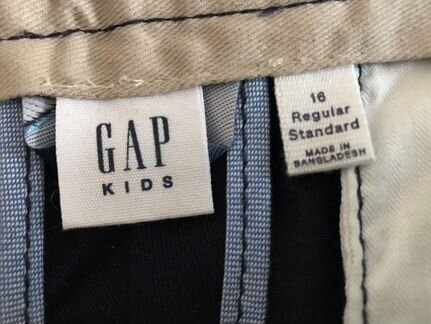 GAP
KIDS
16
Regular
Standard
MADE IN
BANGLADESH